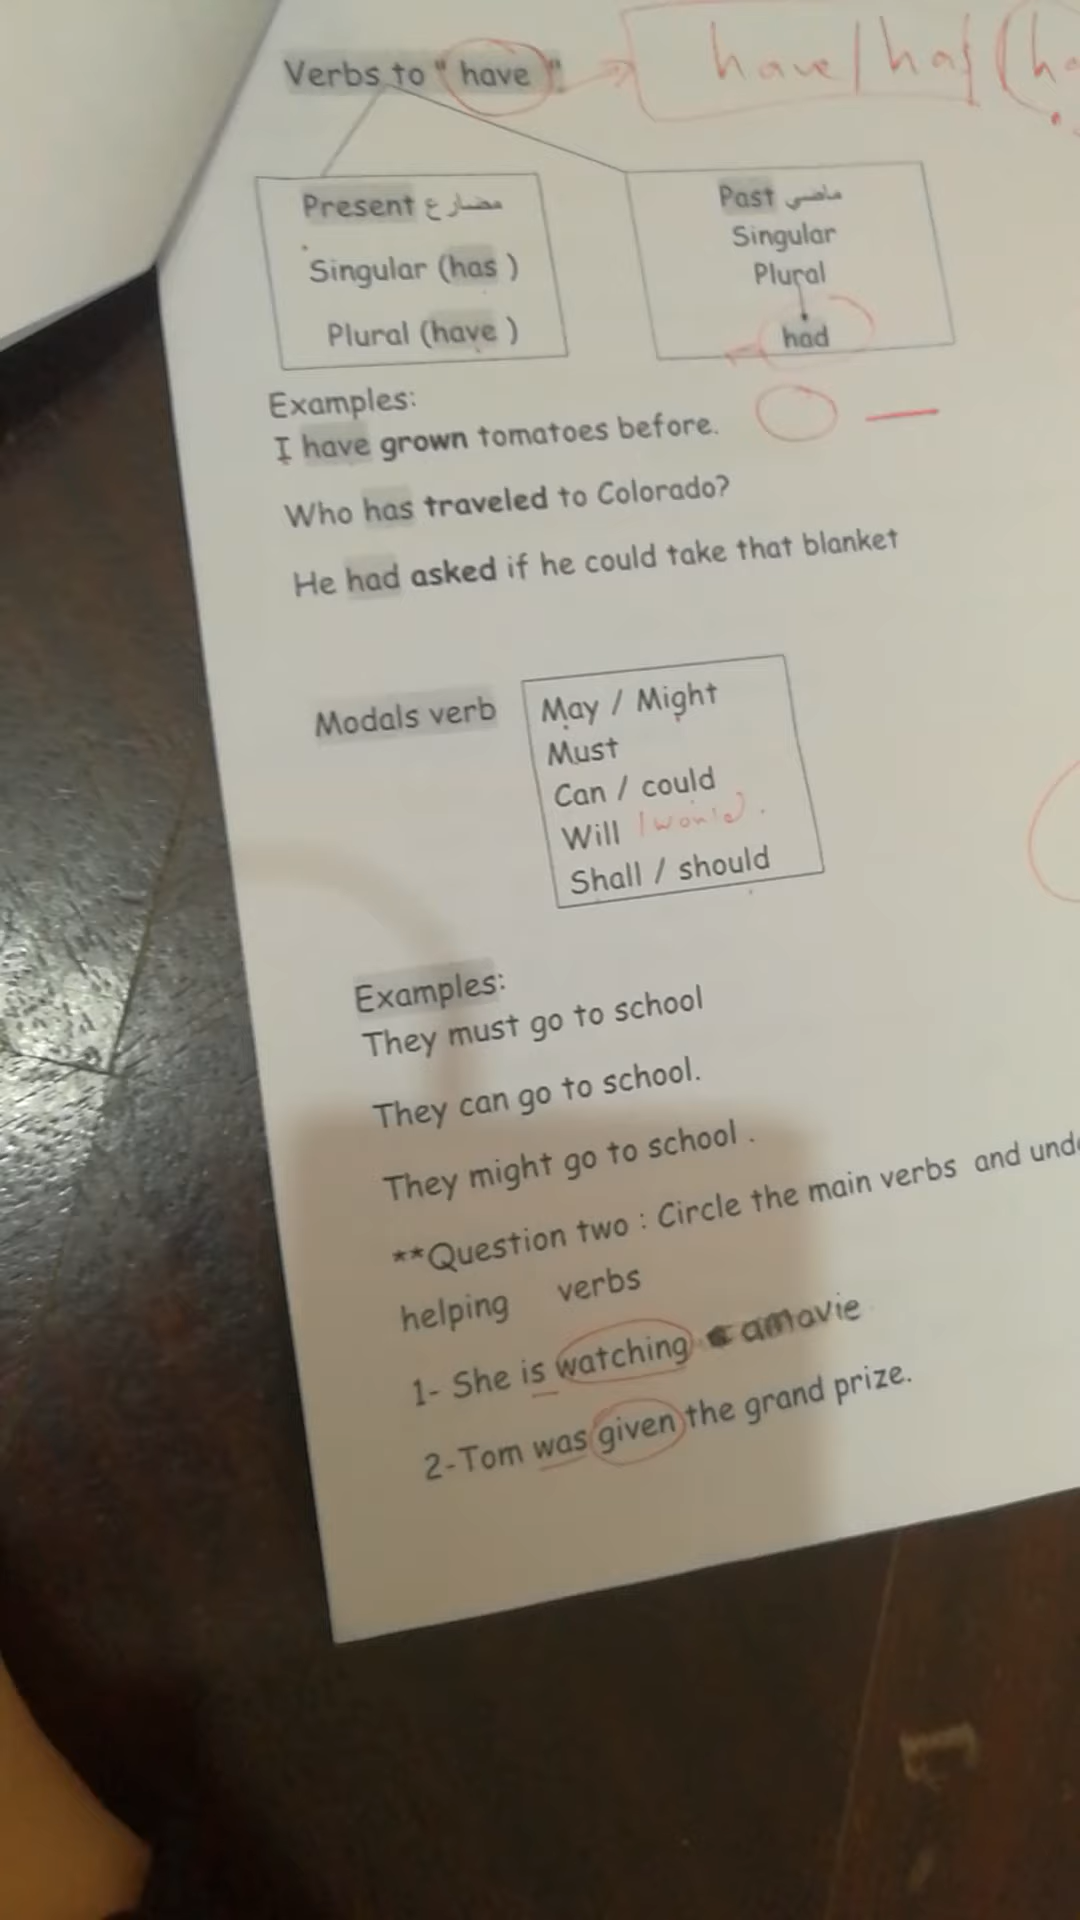 Verbs to " have " have / has
Present مضارع
Singular (has )
Plural (have )
Past ماضي
Singular
Plural
had
Examples:
I have grown tomatoes before.
Who has traveled to Colorado?
He had asked if he could take that blanket
Modals verb
May / Might
Must
Can / could
Will / would.
Shall / should
Examples:
They must go to school
They can go to school.
They might go to school .
**Question two : Circle the main verbs and
helping verbs
1- She is watching amovie
2-Tom was given the grand prize.